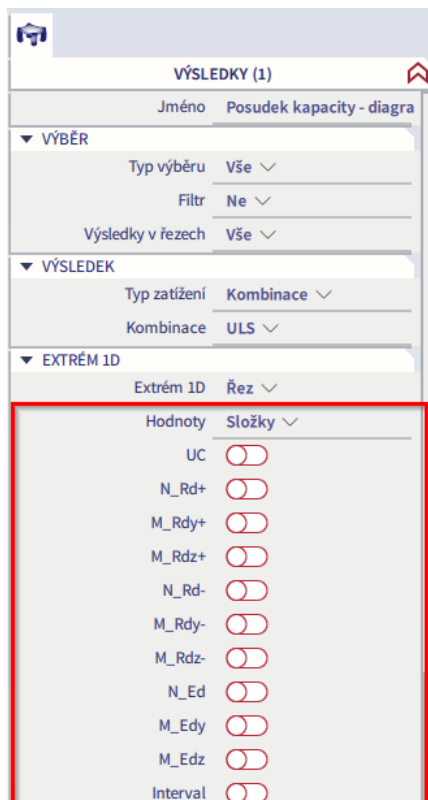 VÝSLEDKY (1)
Jméno Posudek kapacity - diagra
VÝBĚR
Typ výběru Vše
Filtr Ne
Výsledky v řezech Vše
VÝSLEDEK
Typ zatížení Kombinace
Kombinace ULS
EXTRÉM 1D
Extrém 1D Řez
Hodnoty Složky
UC
N_Rd+
M_Rdy+
M_Rdz+
N_Rd-
M_Rdy-
M_Rdz-
N_Ed
M_Edy
M_Edz
Interval